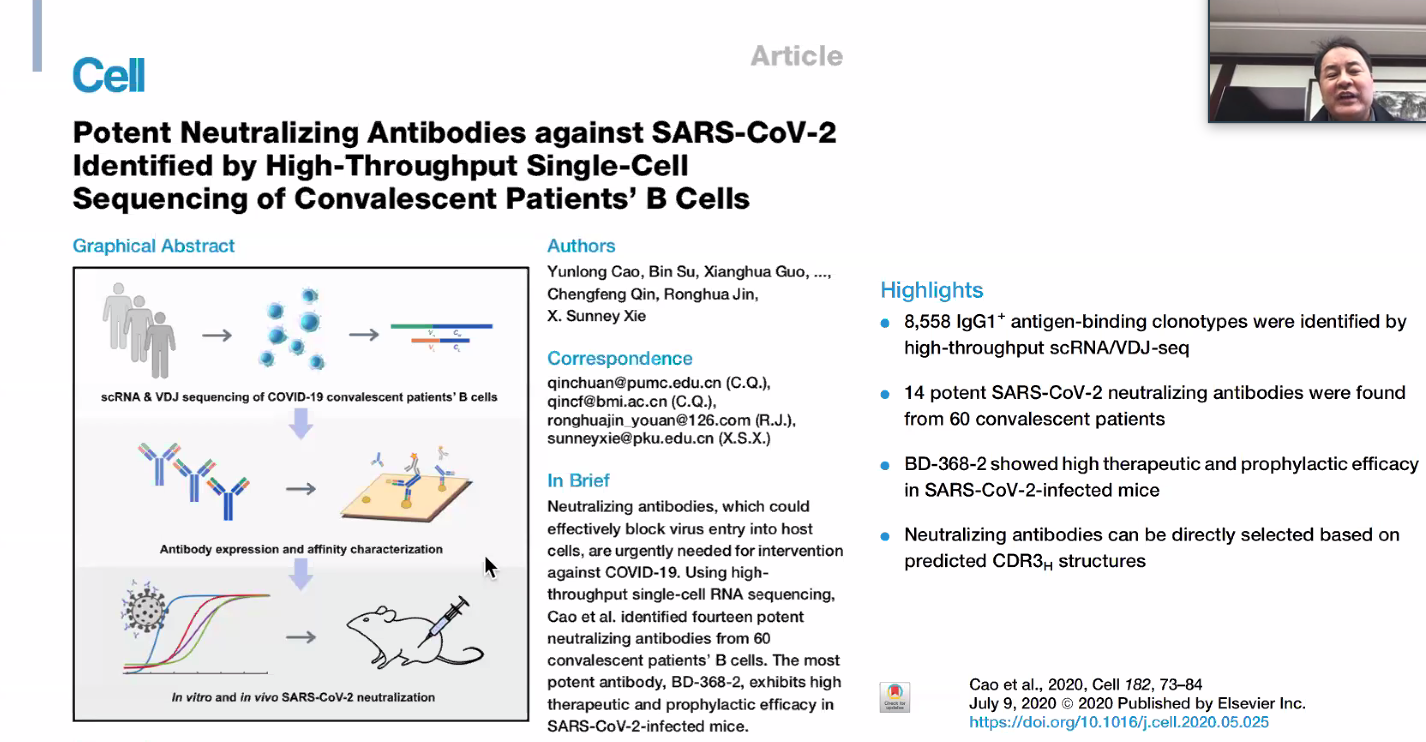 Article
Cell
Potent Neutralizing Antibodies against SARS-CoV-2
Identified by High-Throughput Single-Cell
Sequencing of Convalescent Patients’ B Cells
Graphical Abstract
scRNA & VDJ sequencing of COVID-19 convalescent patients’ B cells
Antibody expression and affinity characterization
In vitro and in vivo SARS-CoV-2 neutralization
Authors
Yunlong Cao, Bin Su, Xianghua Guo, ...,
Chengfeng Qin, Ronghua Jin,
X. Sunney Xie
Correspondence
qinchuan@pumc.edu.cn (C.Q.),
qincf@bmi.ac.cn (C.Q.),
ronghuajin_youan@126.com (R.J.),
sunneyxie@pku.edu.cn (X.S.X.)
In Brief
Neutralizing antibodies, which could
effectively block virus entry into host
cells, are urgently needed for intervention
against COVID-19. Using high-
throughput single-cell RNA sequencing,
Cao et al. identified fourteen potent
neutralizing antibodies from 60
convalescent patients’ B cells. The most
potent antibody, BD-368-2, exhibits high
therapeutic and prophylactic efficacy in
SARS-CoV-2-infected mice.
Highlights
8,558 IgG1⁺ antigen-binding clonotypes were identified by
high-throughput scRNA/VDJ-seq
14 potent SARS-CoV-2 neutralizing antibodies were found
from 60 convalescent patients
BD-368-2 showed high therapeutic and prophylactic efficacy
in SARS-CoV-2-infected mice
Neutralizing antibodies can be directly selected based on
predicted CDR3H structures
Check for
updates
Cao et al., 2020, Cell 182, 73–84
July 9, 2020 © 2020 Published by Elsevier Inc.
https://doi.org/10.1016/j.cell.2020.05.025